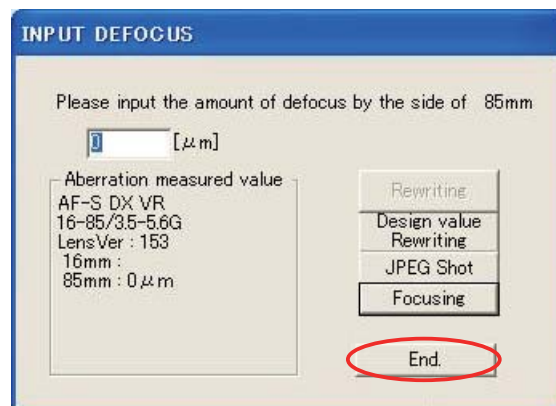 INPUT DEFOCUS
Please input the amount of defocus by the side of 85mm
0 [μm]
Aberration measured value
AF-S DX VR
16-85/3.5-5.6G
LensVer : 153
16mm :
85mm : 0μm
Rewriting
Design value
Rewriting
JPEG Shot
Focusing
End.